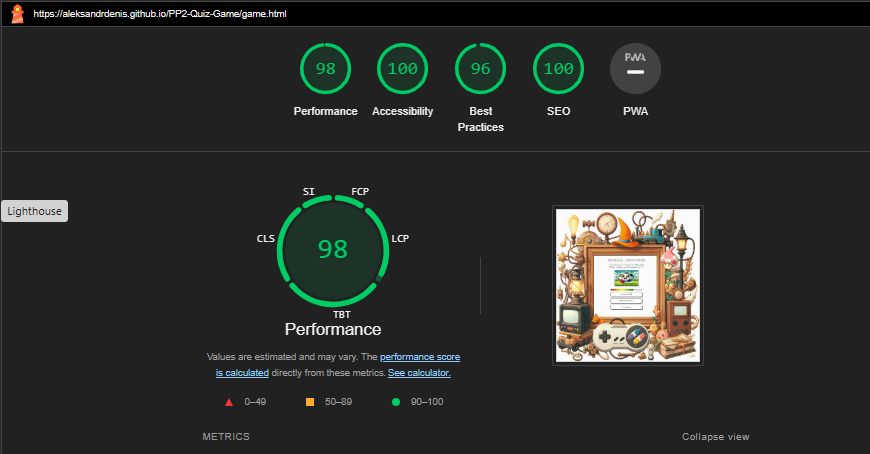 https://aleksandrdenis.github.io/PP2-Quiz-Game/game.html
98
100
96
100
PWA
Performance
Accessibility
Best
Practices
SEO
PWA
Lighthouse
SI
FCP
CLS
LCP
98
TBT
Performance
Values are estimated and may vary. The performance score
is calculated directly from these metrics. See calculator.
0–49
50–89
90–100
METRICS
Collapse view